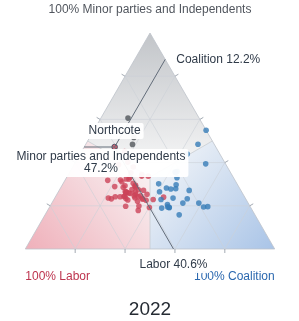 100% Minor parties and Independents
Coalition 12.2%
Northcote
Minor parties and Independents
47.2%
Labor 40.6%
100% Labor
100% Coalition
2022